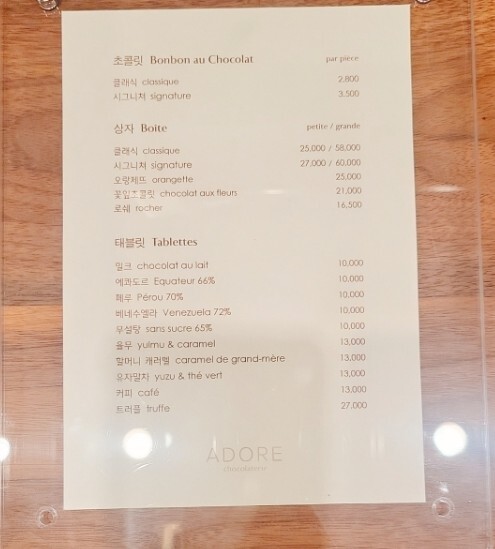 초콜릿 Bonbon au Chocolat par pièce
클래식 classique 2,800
시그니처 signature 3,500
상자 Boite petite / grande
클래식 classique 25,000 / 58,000
시그니처 signature 27,000 / 60,000
오랑제뜨 orangette 25,000
꽃잎초콜릿 chocolat aux fleurs 21,000
로쉐 rocher 16,500
태블릿 Tablettes
밀크 chocolat au lait 10,000
에콰도르 Equateur 66% 10,000
페루 Pérou 70% 10,000
베네수엘라 Venezuela 72% 10,000
무설탕 sans sucre 65% 10,000
율무 yulmu & caramel 13,000
할머니 캐러멜 caramel de grand-mère 13,000
유자말차 yuzu & thé vert 13,000
커피 café 13,000
트러플 truffe 27,000
ADORE
chocolaterie